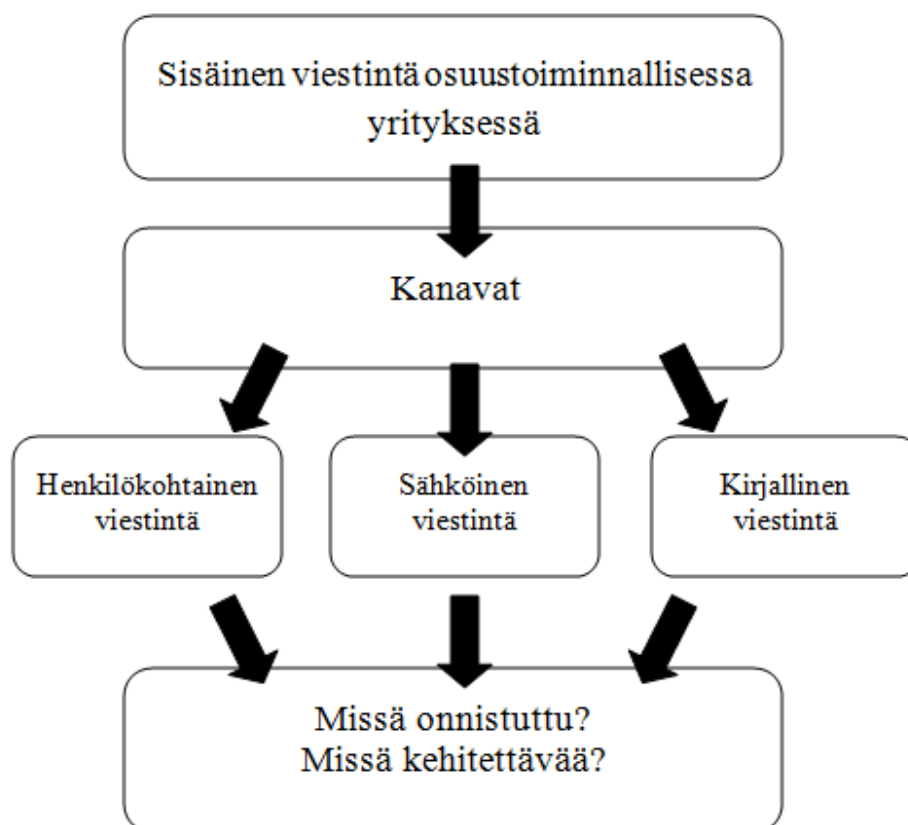 Sisäinen viestintä osuustoiminnallisessa
yrityksessä
Kanavat
Henkilökohtainen
viestintä
Sähköinen
viestintä
Kirjallinen
viestintä
Missä onnistuttu?
Missä kehitettävää?